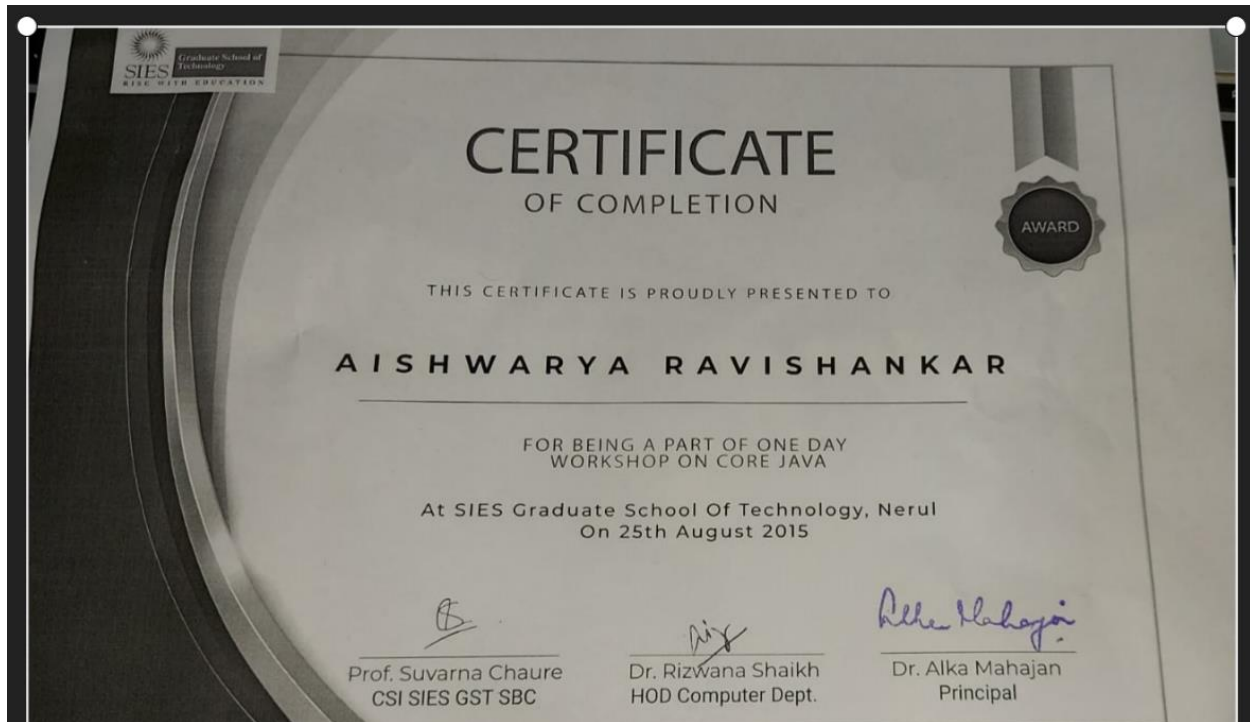 SIES
Graduate School of
Technology
RISE WITH EDUCATION
CERTIFICATE
OF COMPLETION
AWARD
THIS CERTIFICATE IS PROUDLY PRESENTED TO
AISHWARYA RAVISHANKAR
FOR BEING A PART OF ONE DAY
WORKSHOP ON CORE JAVA
At SIES Graduate School Of Technology, Nerul
On 25th August 2015
Alka Mahajan
Prof. Suvarna Chaure
CSI SIES GST SBC
Dr. Rizwana Shaikh
HOD Computer Dept.
Dr. Alka Mahajan
Principal